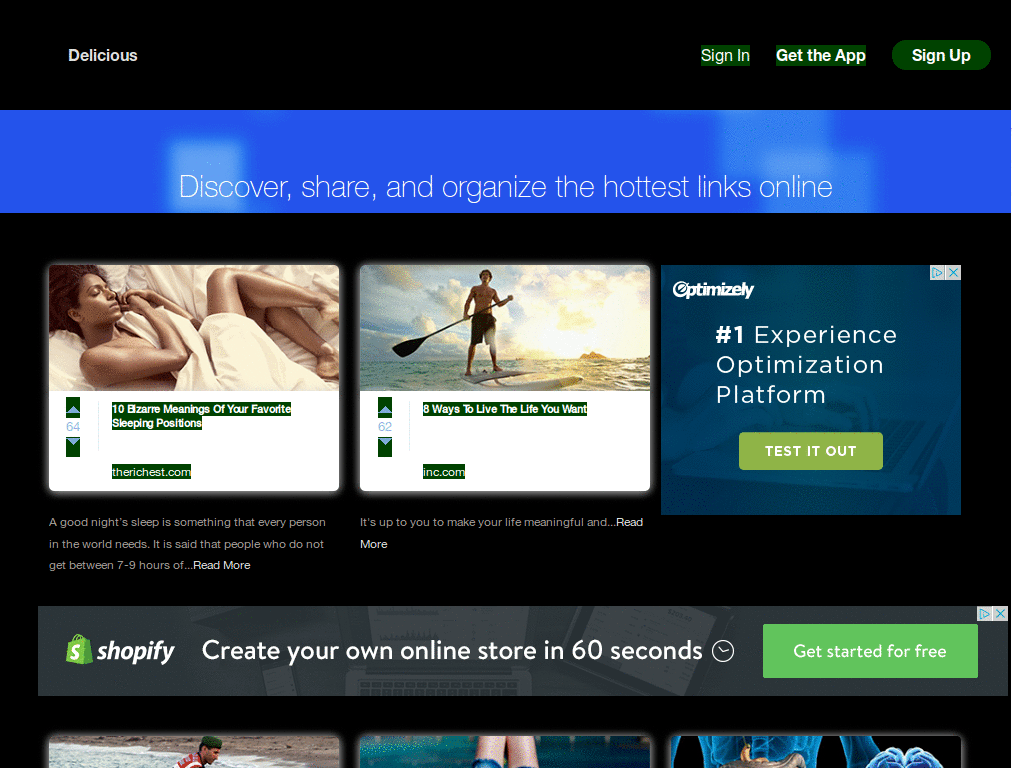 Delicious
Sign In
Get the App
Sign Up
Discover, share, and organize the hottest links online
64
10 Bizarre Meanings Of Your Favorite
Sleeping Positions
therichest.com
62
8 Ways To Live The Life You Want
inc.com
Optimizely
#1 Experience
Optimization
Platform
TEST IT OUT
A good night's sleep is something that every person
in the world needs. It is said that people who do not
get between 7-9 hours of...Read More
It's up to you to make your life meaningful and...Read
More
shopify
Create your own online store in 60 seconds
Get started for free